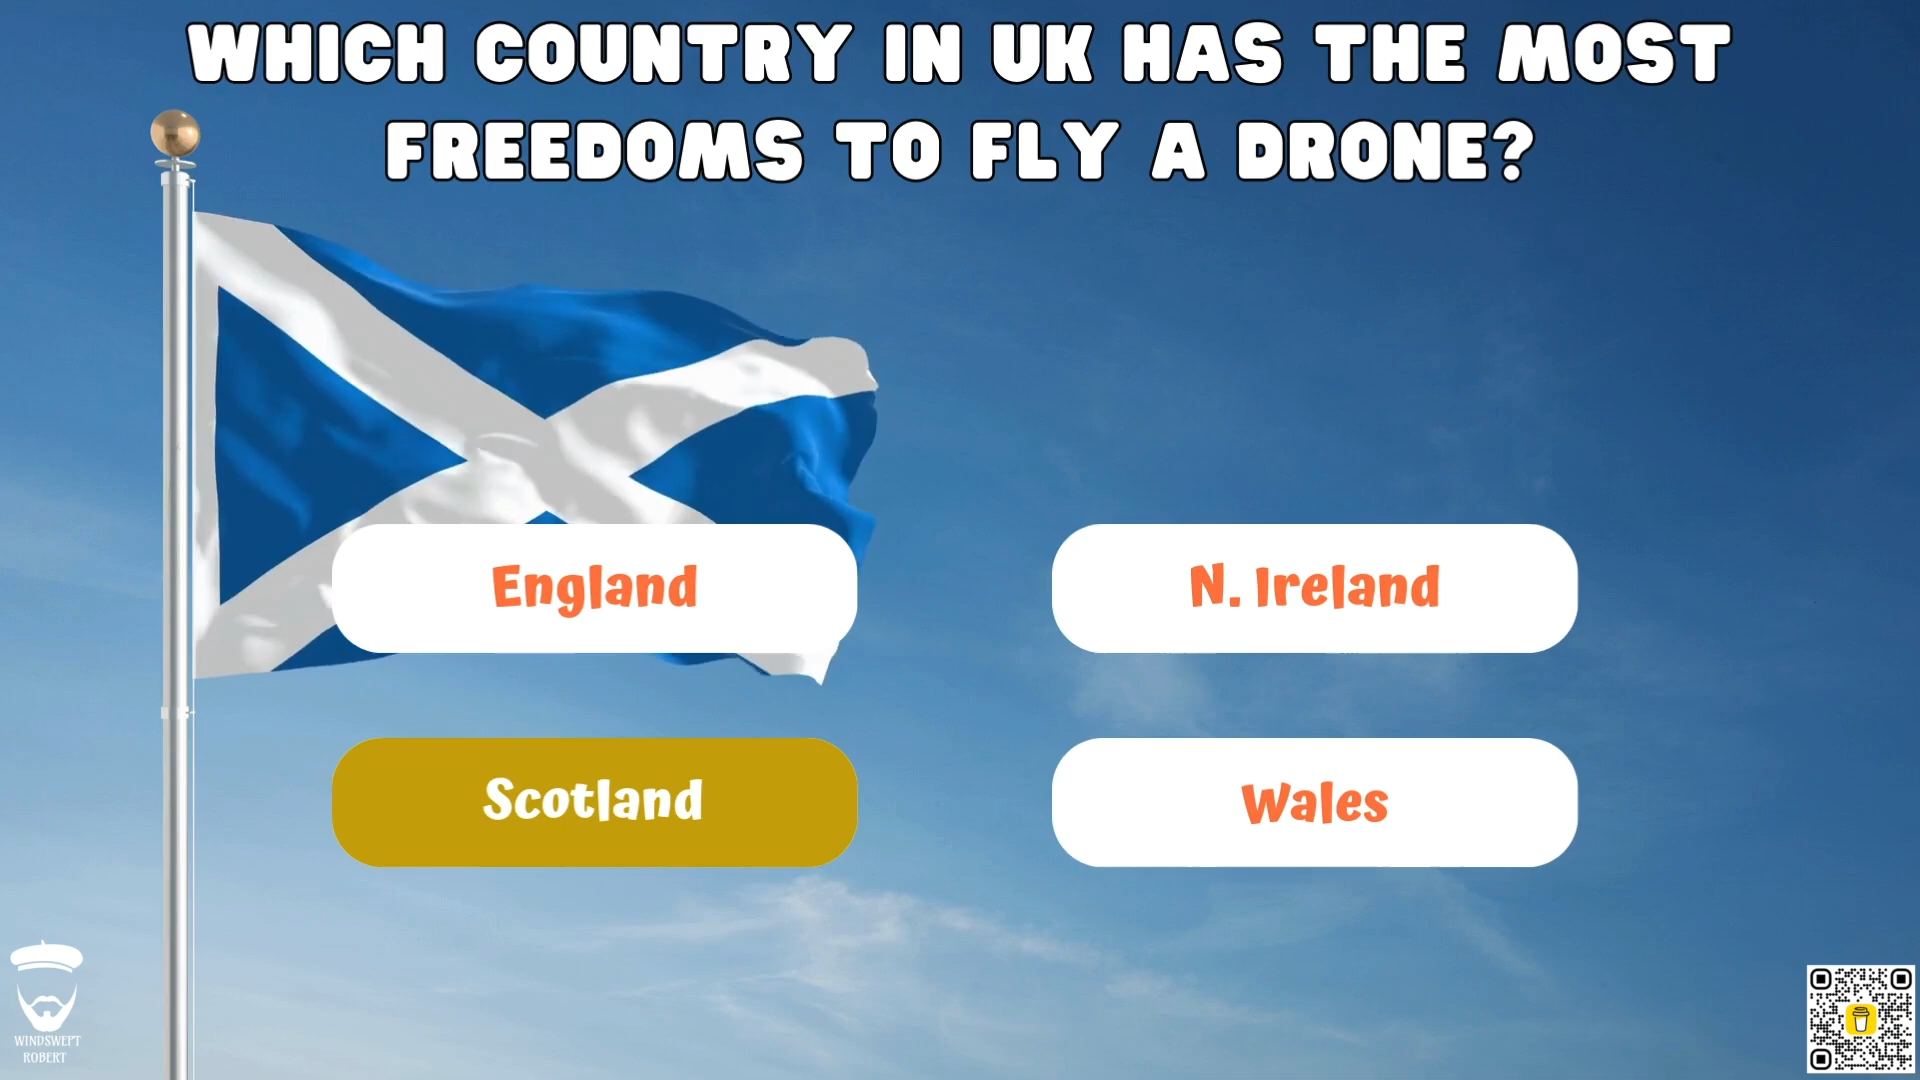 WHICH COUNTRY IN UK HAS THE MOST
FREEDOMS TO FLY A DRONE?
England
N. Ireland
Scotland
Wales
WINDSWEPT
ROBERT